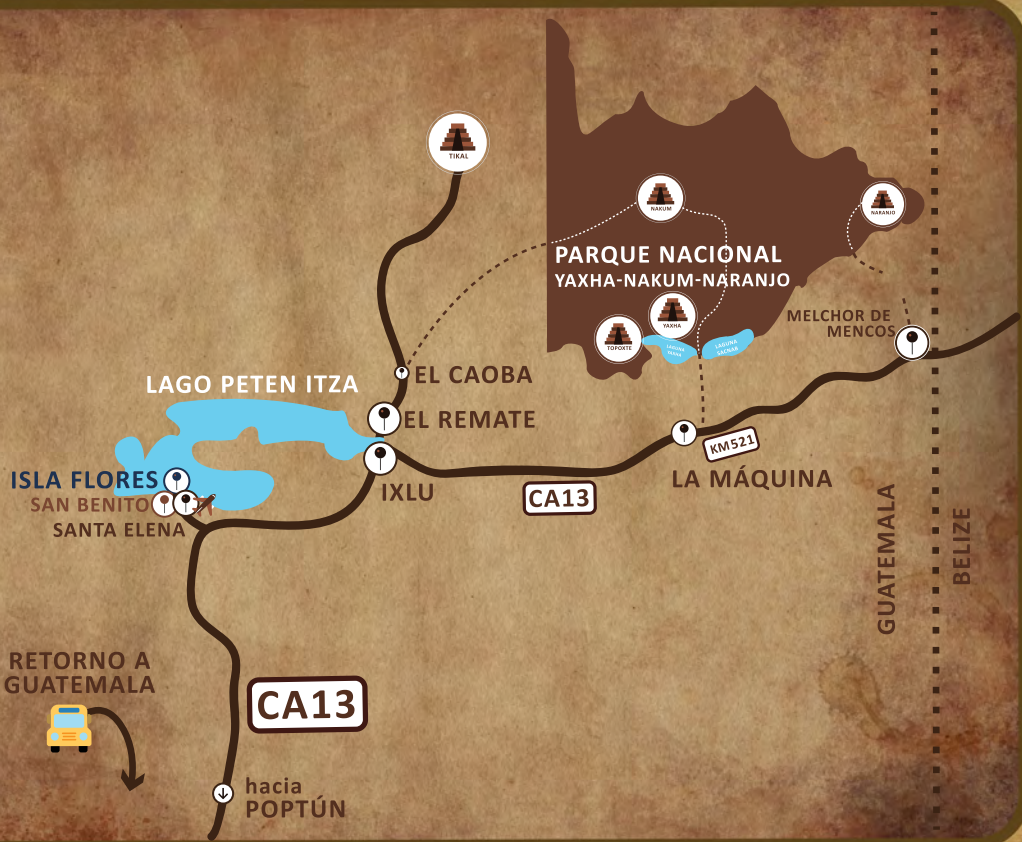 TIKAL
NAKUM
NARANJO
PARQUE NACIONAL
YAXHA-NAKUM-NARANJO
YAXHA
TOPOXTE
LAGUNA
YAXHA
LAGUNA
SACNAB
MELCHOR DE
MENCOS
EL CAOBA
LAGO PETEN ITZA
EL REMATE
KM521
ISLA FLORES
SAN BENITO
SANTA ELENA
IXLU
CA13
LA MÁQUINA
GUATEMALA
BELIZE
RETORNO A
GUATEMALA
CA13
hacia
POPTÚN